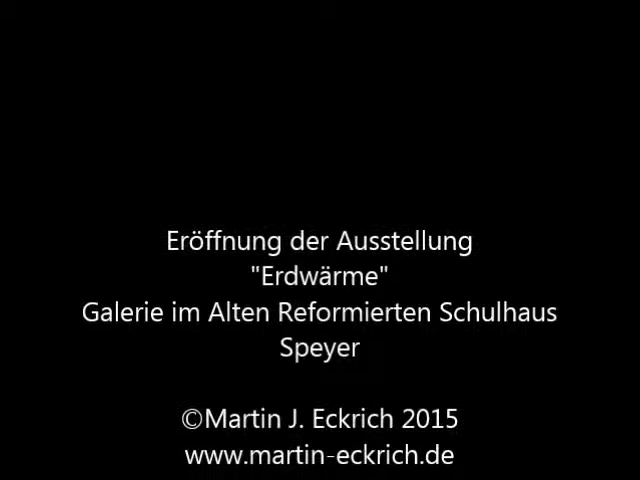 Eröffnung der Ausstellung
"Erdwärme"
Galerie im Alten Reformierten Schulhaus
Speyer
©Martin J. Eckrich 2015
www.martin-eckrich.de